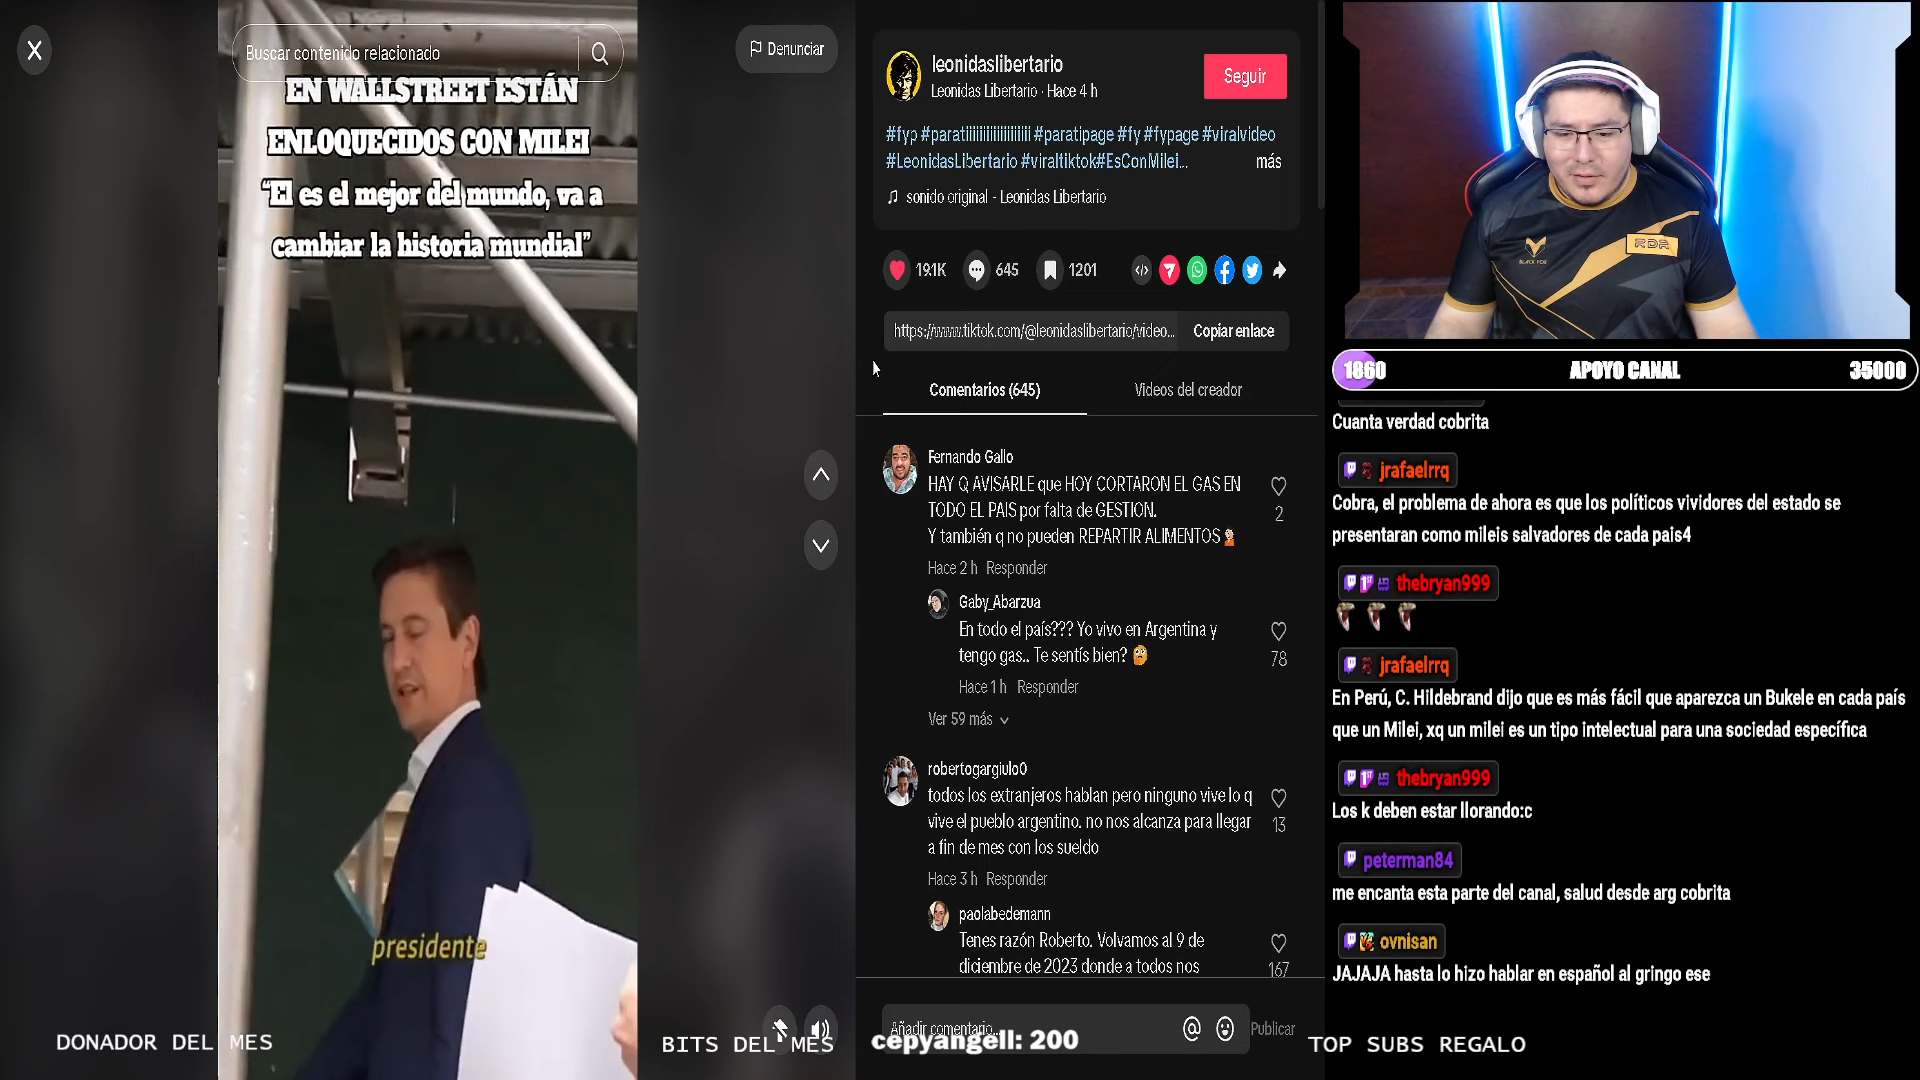 Buscar contenido relacionado
EN WALLSTREET ESTÁN
ENLOQUECIDOS CON MILEI
“El es el mejor del mundo, va a
cambiar la historia mundial”
presidente
Denunciar
leonidaslibertario
Leonidas Libertario · Hace 4 h
Seguir
#fyp #paratiiiiiiiiiiiiiiiiiii #paratipage #fy #fypage #viralvideo
#LeonidasLibertario #viraltiktok#EsConMilei...
más
sonido original - Leonidas Libertario
19.1K
645
1201
https://www.tiktok.com/@leonidaslibertario/video...
Copiar enlace
Comentarios (645)
Videos del creador
Fernando Gallo
HAY Q AVISARLE que HOY CORTARON EL GAS EN
TODO EL PAIS por falta de GESTION.
Y también q no pueden REPARTIR ALIMENTOS🤦
2
Hace 2 h Responder
Gaby_Abarzua
En todo el país??? Yo vivo en Argentina y
tengo gas.. Te sentís bien? 🤔
78
Hace 1 h Responder
Ver 59 más
robertogargiulo0
todos los extranjeros hablan pero ninguno vive lo q
vive el pueblo argentino. no nos alcanza para llegar
a fin de mes con los sueldo
13
Hace 3 h Responder
paolabedemann
Tenes razón Roberto. Volvamos al 9 de
diciembre de 2023 donde a todos nos
167
Añadir comentario...
Publicar
BLACK FOX
RDR
1860
APOYO CANAL
35000
Cuanta verdad cobrita
jrafaelrrq
Cobra, el problema de ahora es que los políticos vividores del estado se
presentaran como mileis salvadores de cada pais4
thebryan999
jrafaelrrq
En Perú, C. Hildebrand dijo que es más fácil que aparezca un Bukele en cada país
que un Milei, xq un milei es un tipo intelectual para una sociedad específica
thebryan999
Los k deben estar llorando:c
peterman84
me encanta esta parte del canal, salud desde arg cobrita
ovnisan
JAJAJA hasta lo hizo hablar en español al gringo ese
DONADOR DEL MES
BITS DEL MES
cepyangell: 200
TOP SUBS REGALO